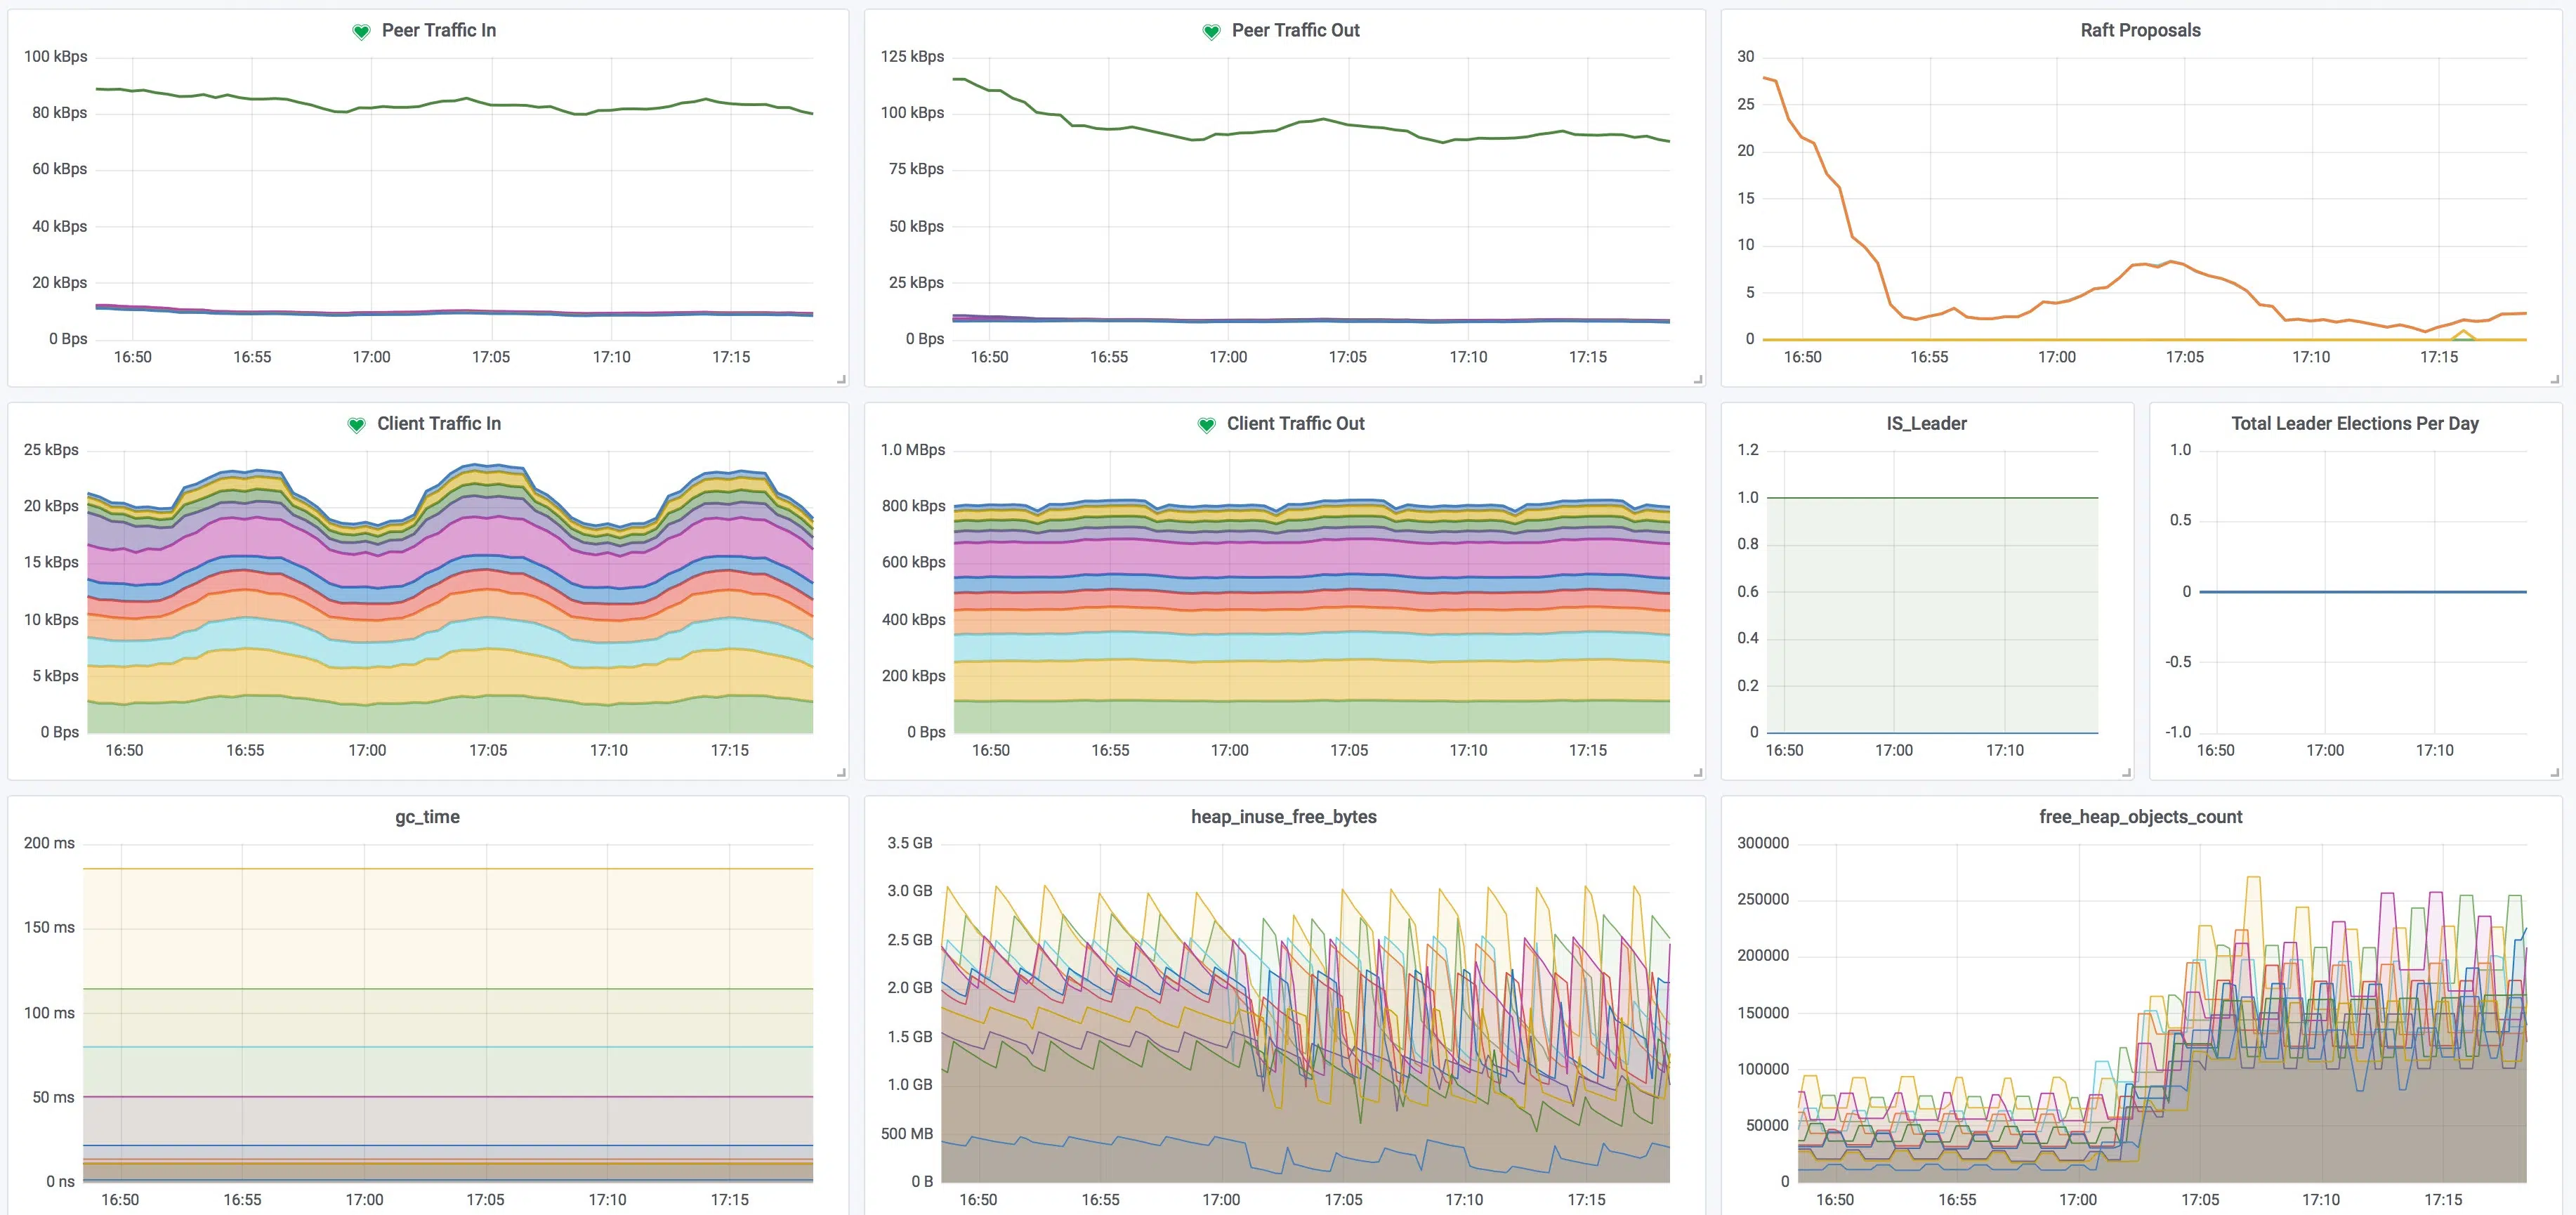 Peer Traffic In
100 kBps
80 kBps
60 kBps
40 kBps
20 kBps
0 Bps
16:50 16:55 17:00 17:05 17:10 17:15
Peer Traffic Out
125 kBps
100 kBps
75 kBps
50 kBps
25 kBps
0 Bps
16:50 16:55 17:00 17:05 17:10 17:15
Raft Proposals
30
25
20
15
10
5
0
16:50 16:55 17:00 17:05 17:10 17:15
Client Traffic In
25 kBps
20 kBps
15 kBps
10 kBps
5 kBps
0 Bps
16:50 16:55 17:00 17:05 17:10 17:15
Client Traffic Out
1.0 MBps
800 kBps
600 kBps
400 kBps
200 kBps
0 Bps
16:50 16:55 17:00 17:05 17:10 17:15
IS_Leader
1.2
1.0
0.8
0.6
0.4
0.2
0
16:50 17:00 17:10
Total Leader Elections Per Day
1.0
0.5
0
-0.5
-1.0
16:50 17:00 17:10
gc_time
200 ms
150 ms
100 ms
50 ms
0 ns
16:50 16:55 17:00 17:05 17:10 17:15
heap_inuse_free_bytes
3.5 GB
3.0 GB
2.5 GB
2.0 GB
1.5 GB
1.0 GB
500 MB
0 B
16:50 16:55 17:00 17:05 17:10 17:15
free_heap_objects_count
300000
250000
200000
150000
100000
50000
0
16:50 16:55 17:00 17:05 17:10 17:15